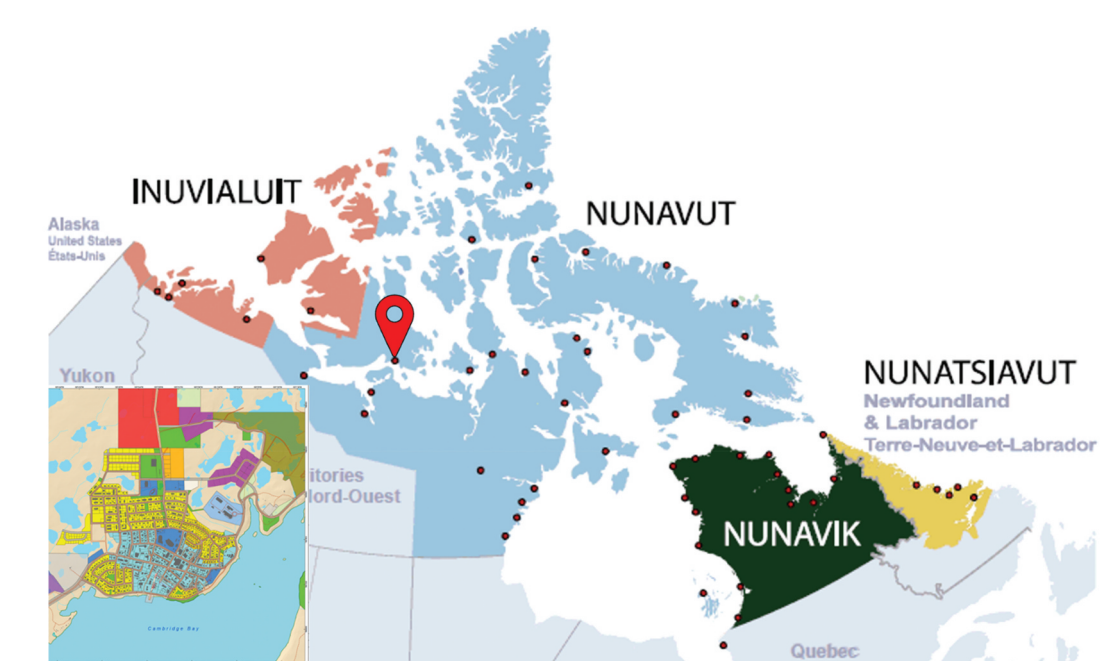 INUVIALUIT
NUNAVUT
Alaska
United States
États-Unis
Yukon
NUNATSIAVUT
Newfoundland
& Labrador
Terre-Neuve-et-Labrador
itories
lord-Ouest
NUNAVIK
Cambridge Bay
Quebec